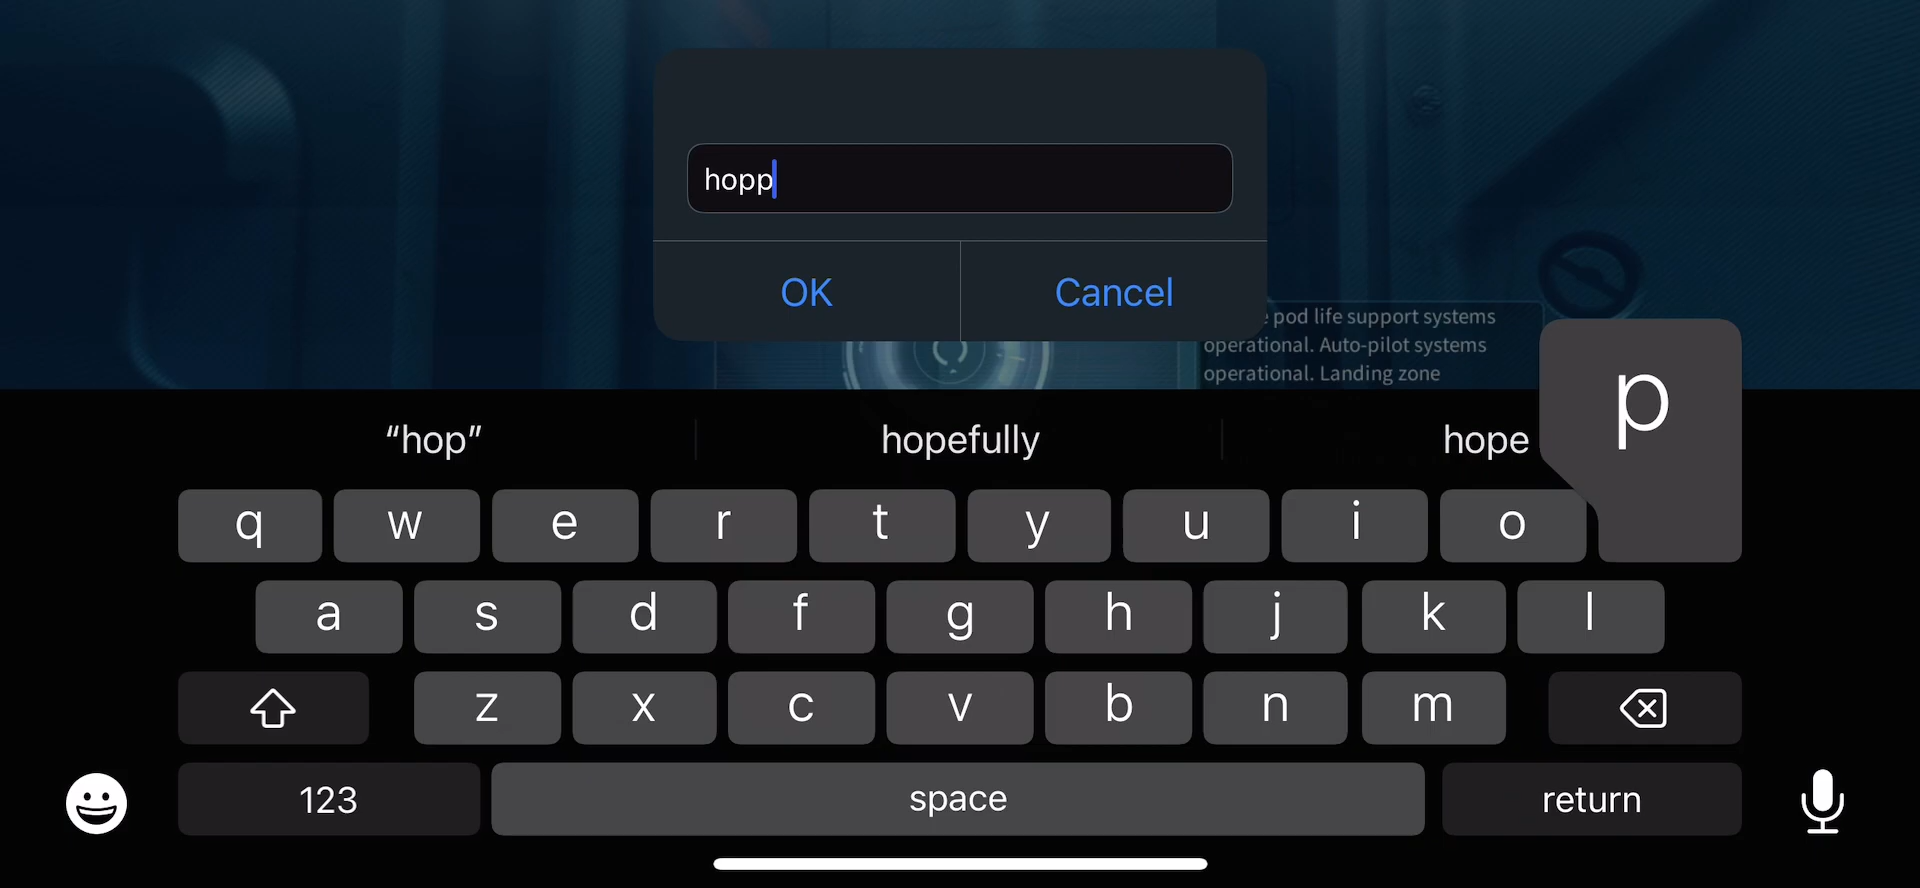 hopp
OK Cancel
pod life support systems
operational. Auto-pilot systems
operational. Landing zone
“hop” hopefully hope
p
q w e r t y u i o
a s d f g h j k l
z x c v b n m
123 space return